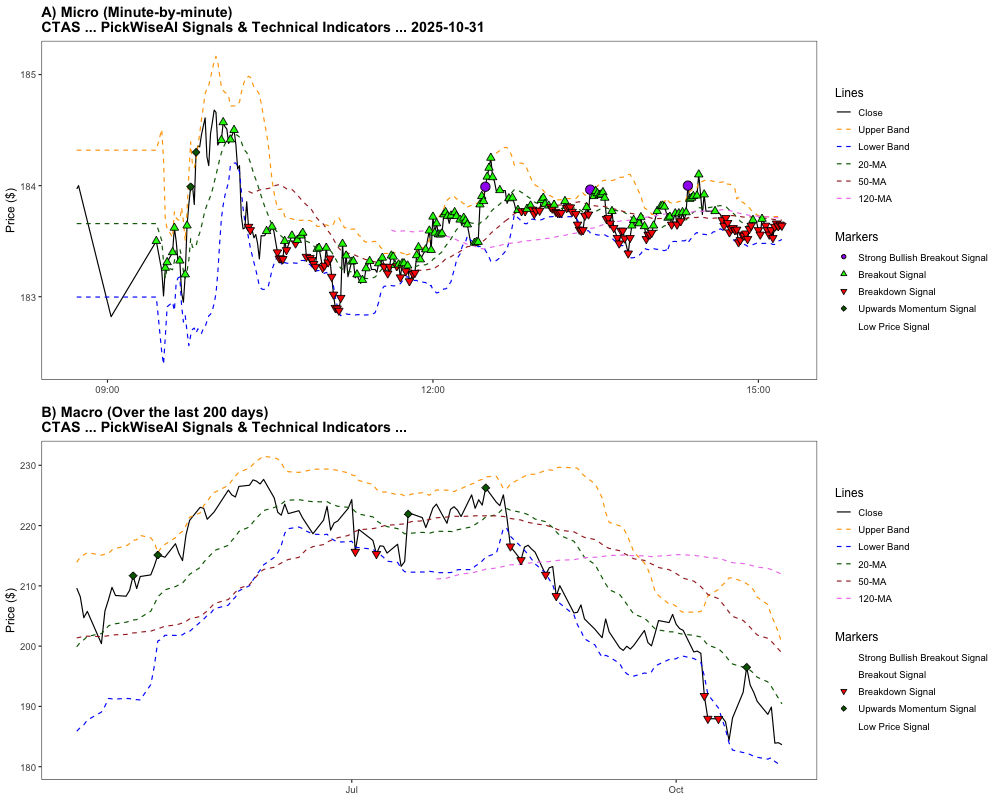 A) Micro (Minute-by-minute)
CTAS ... PickWiseAI Signals & Technical Indicators ... 2025-10-31
185
184
183
Price ($)
09:00
12:00
15:00
Lines
Close
Upper Band
Lower Band
20-MA
50-MA
120-MA
Markers
Strong Bullish Breakout Signal
Breakout Signal
Breakdown Signal
Upwards Momentum Signal
Low Price Signal
B) Macro (Over the last 200 days)
CTAS ... PickWiseAI Signals & Technical Indicators ...
230
220
210
200
190
180
Price ($)
Jul
Oct
Lines
Close
Upper Band
Lower Band
20-MA
50-MA
120-MA
Markers
Strong Bullish Breakout Signal
Breakout Signal
Breakdown Signal
Upwards Momentum Signal
Low Price Signal